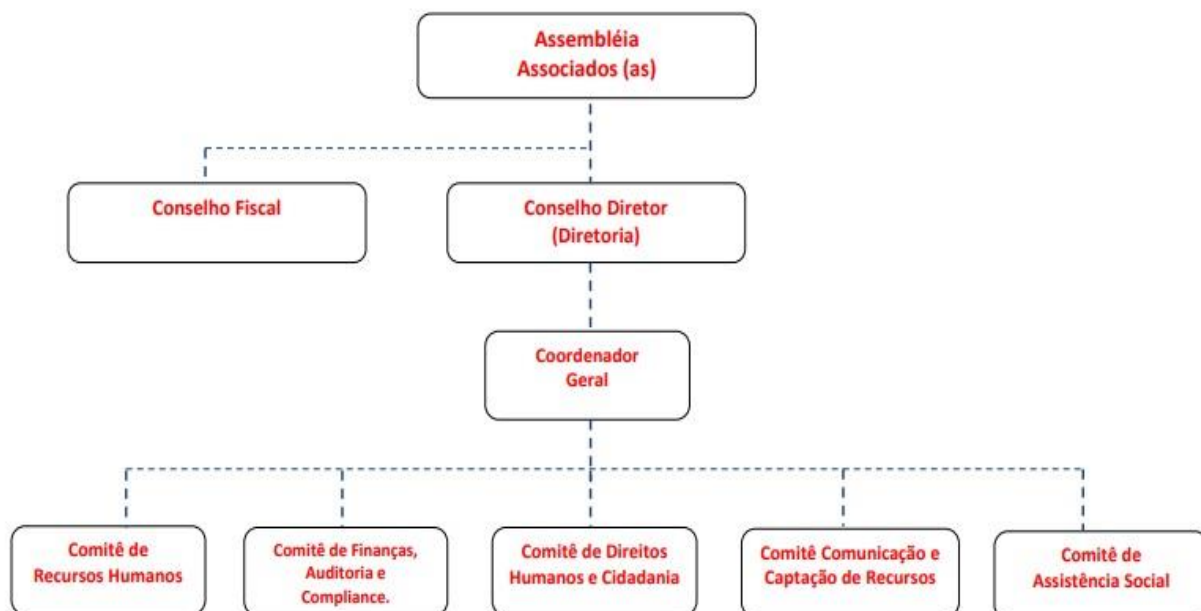 Assembléia
Associados (as)
Conselho Fiscal
Conselho Diretor
(Diretoria)
Coordenador
Geral
Comitê de
Recursos Humanos
Comitê de Finanças,
Auditoria e
Compliance.
Comitê de Direitos
Humanos e Cidadania
Comitê Comunicação e
Captação de Recursos
Comitê de
Assistência Social